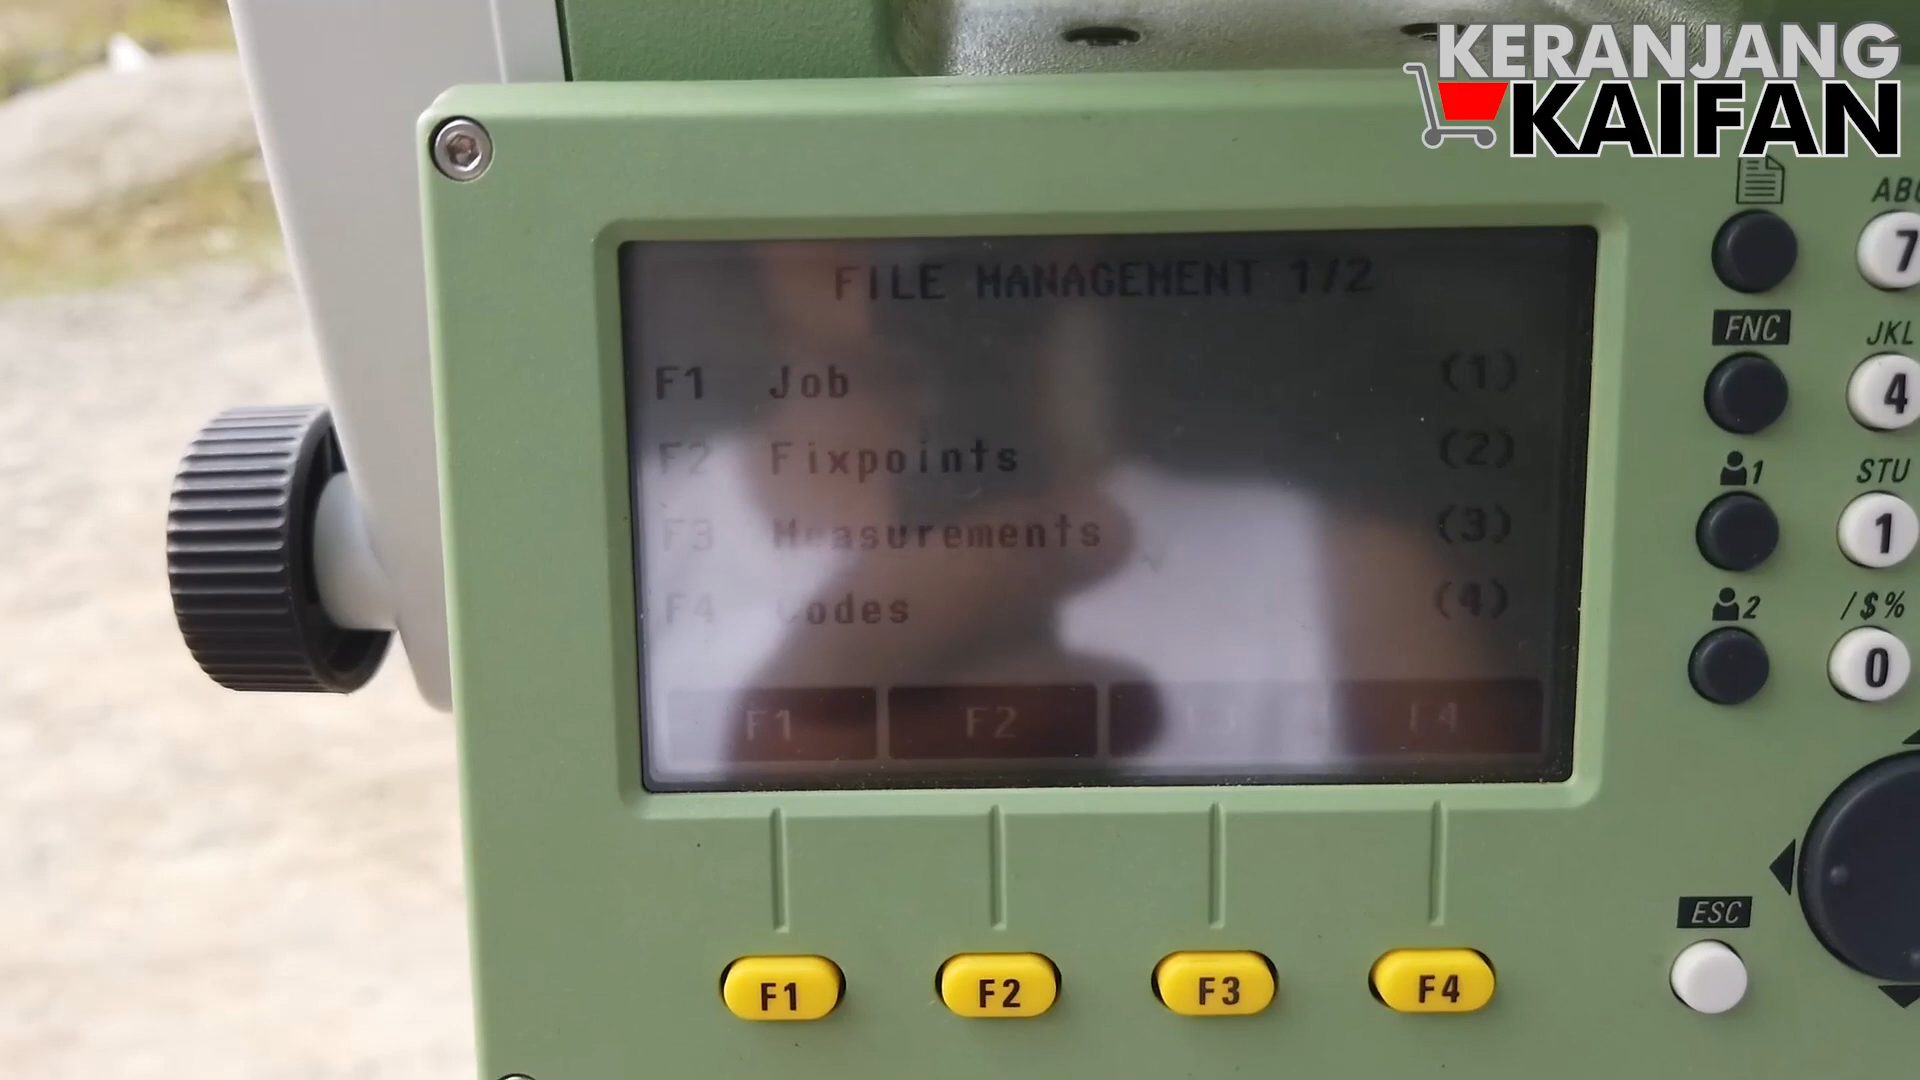 KERANJANG
KAIFAN
FILE MANAGEMENT 1/2
F1 Job (1)
F2 Fixpoints (2)
F3 Measurements (3)
F4 Codes (4)
F1 F2 F4
F1 F2 F3 F4
FNC
1
2
ESC
ABC
7
JKL
4
STU
1
/$%
0